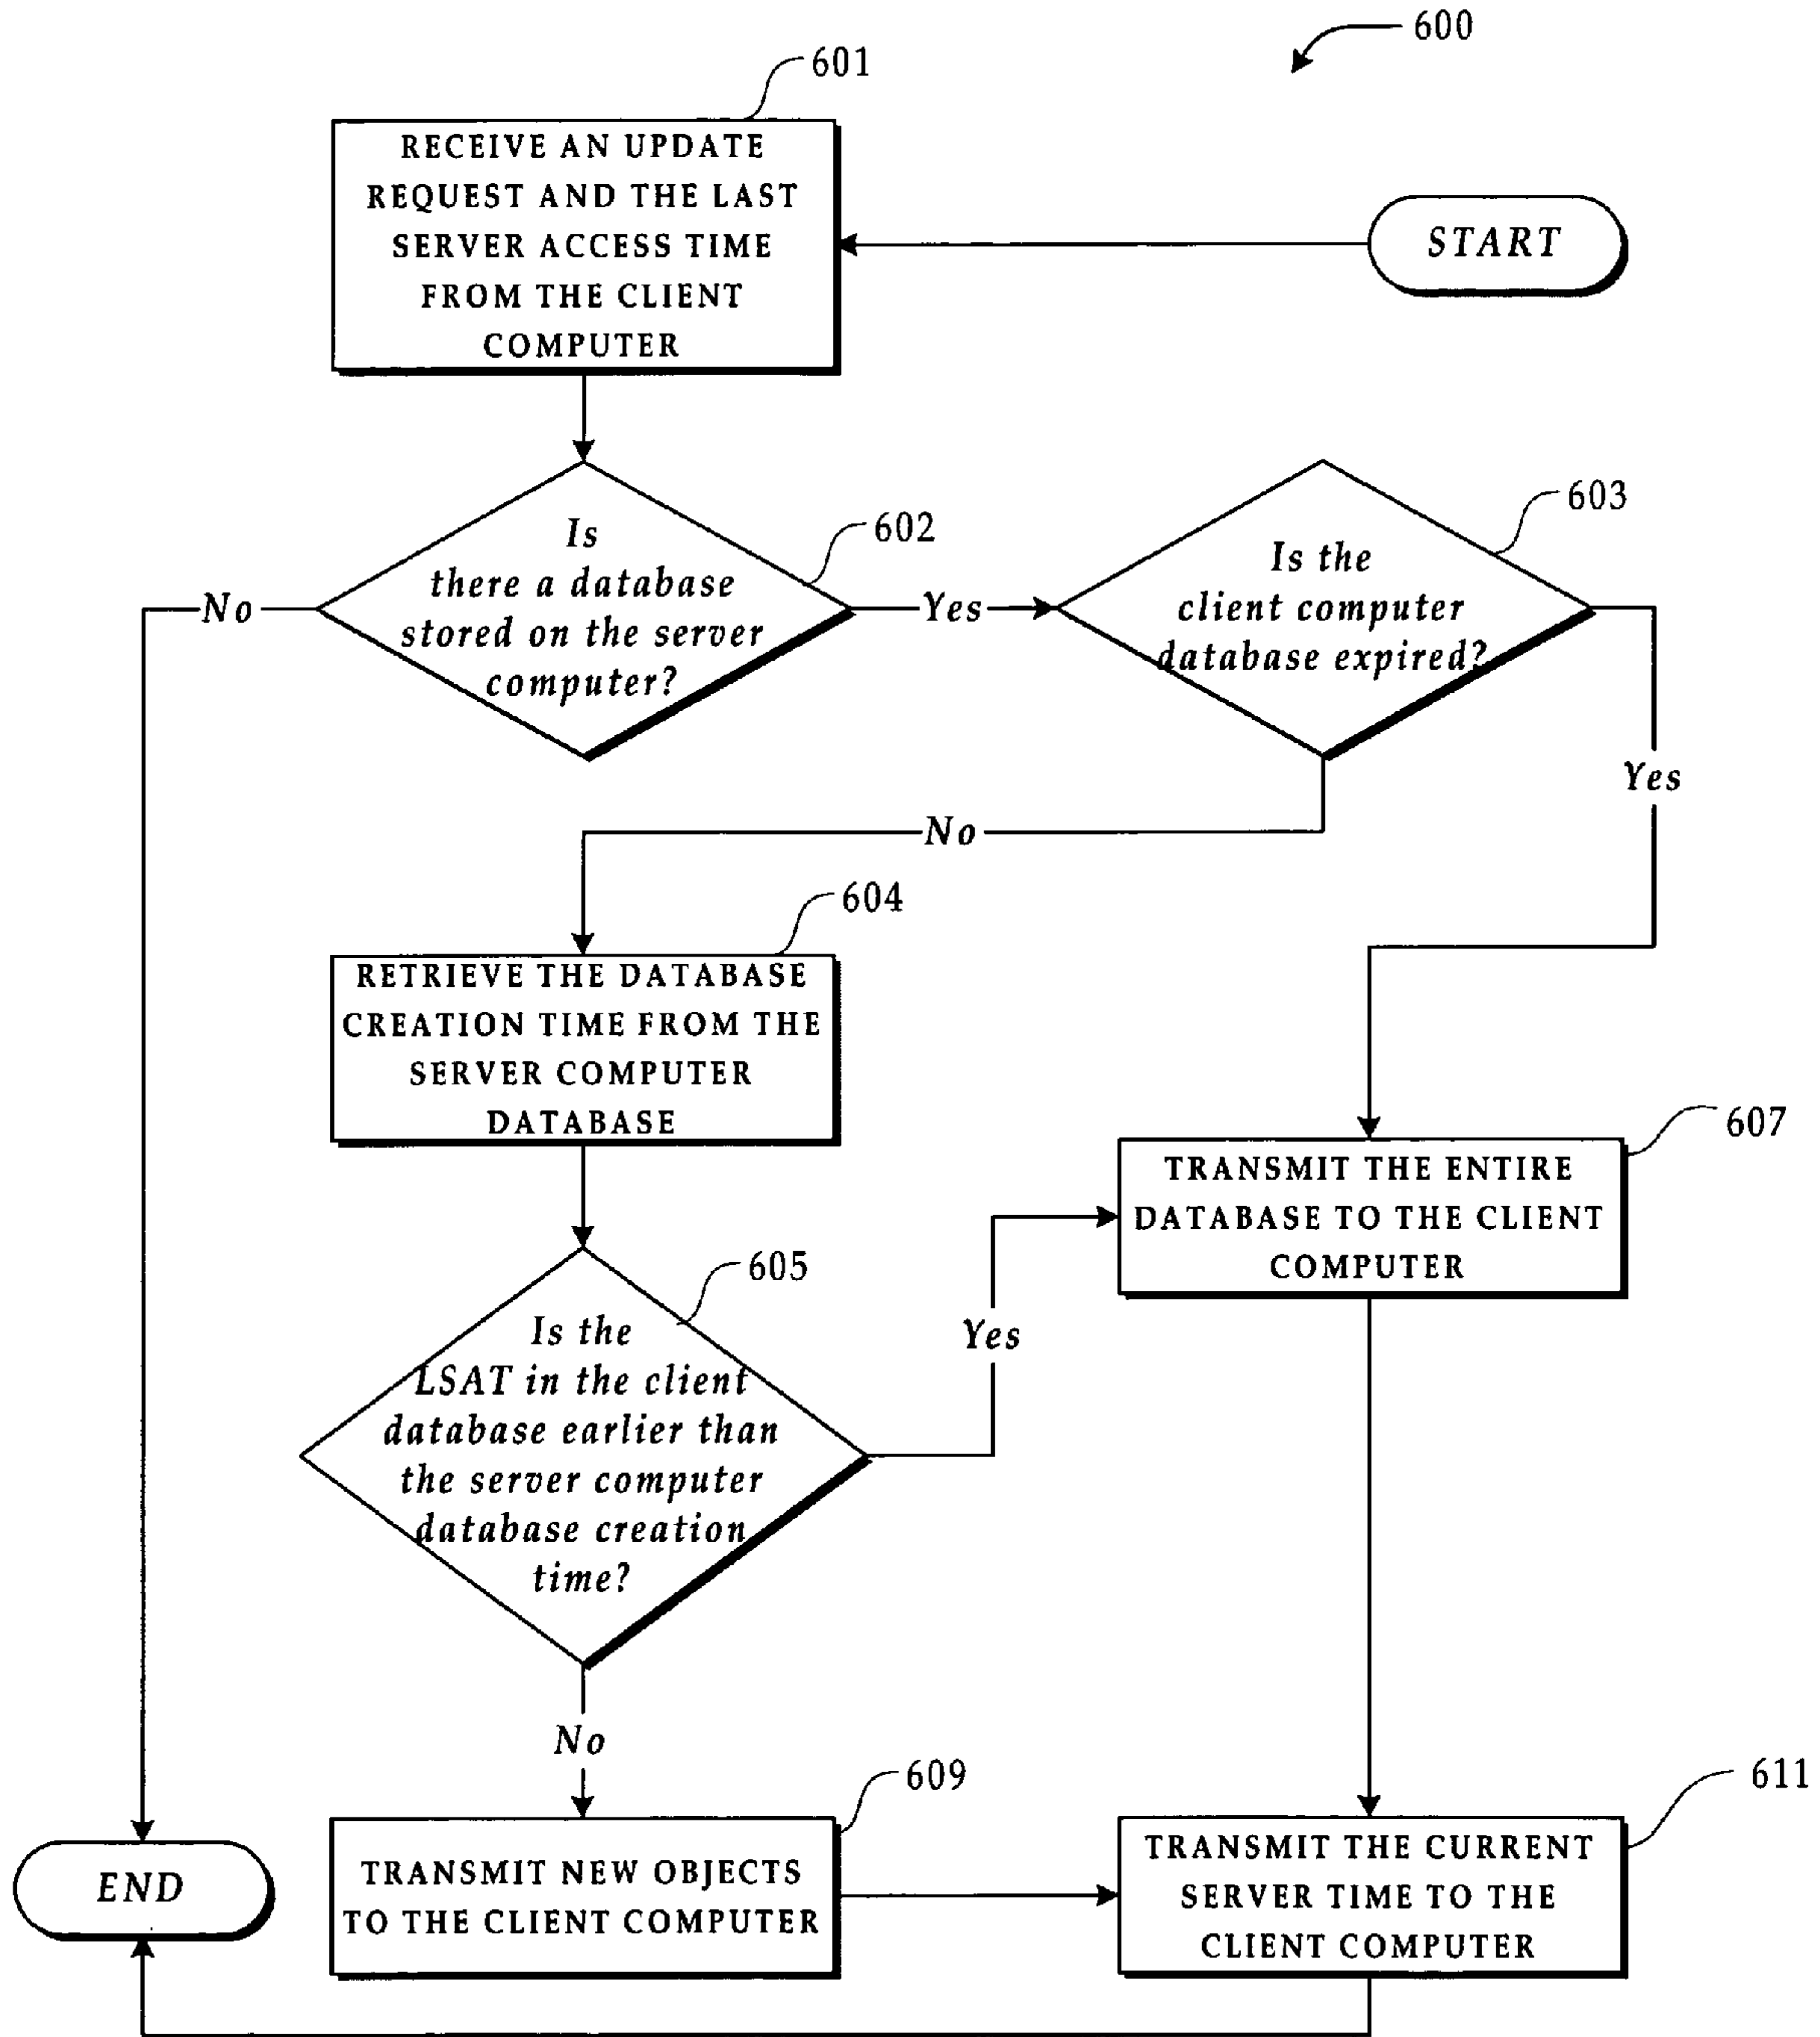 600
601
RECEIVE AN UPDATE
REQUEST AND THE LAST
SERVER ACCESS TIME
FROM THE CLIENT
COMPUTER
START
602
Is
there a database
stored on the server
computer?
No
Yes
603
Is the
client computer
database expired?
Yes
No
604
RETRIEVE THE DATABASE
CREATION TIME FROM THE
SERVER COMPUTER
DATABASE
605
Is the
LSAT in the client
database earlier than
the server computer
database creation
time?
Yes
No
607
TRANSMIT THE ENTIRE
DATABASE TO THE CLIENT
COMPUTER
609
TRANSMIT NEW OBJECTS
TO THE CLIENT COMPUTER
611
TRANSMIT THE CURRENT
SERVER TIME TO THE
CLIENT COMPUTER
END